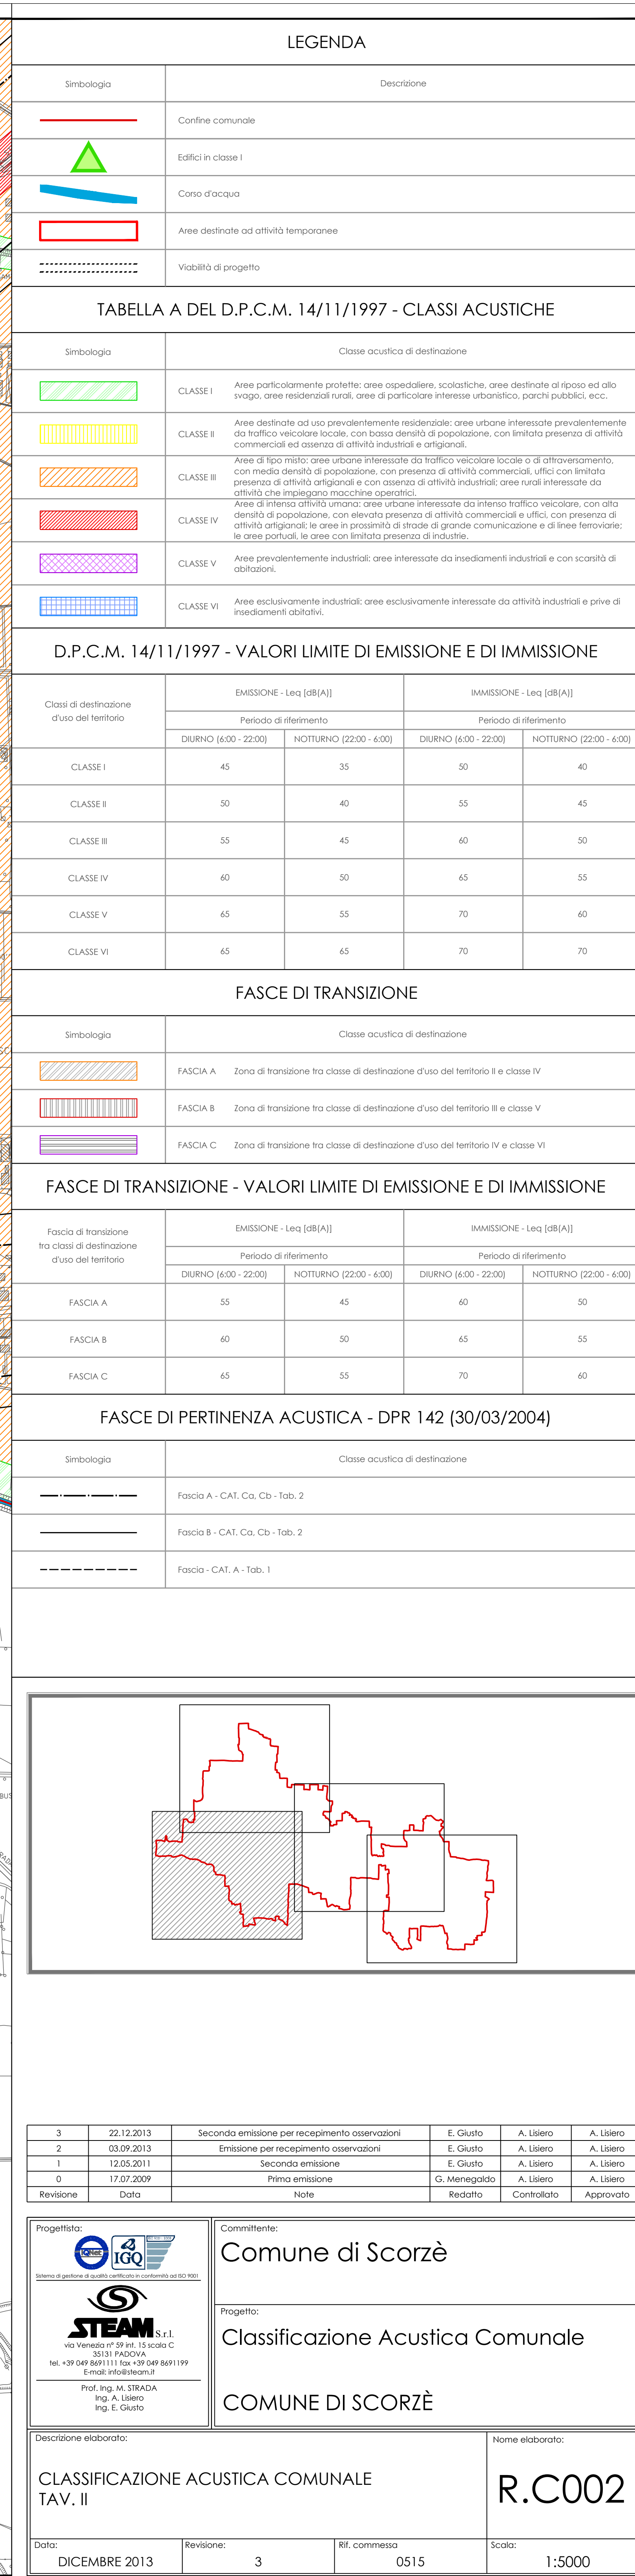 LEGENDA
Simbologia Descrizione
Confine comunale
Edifici in classe I
Corso d'acqua
Aree destinate ad attività temporanee
Viabilità di progetto
TABELLA A DEL D.P.C.M. 14/11/1997 - CLASSI ACUSTICHE
Simbologia Classe acustica di destinazione
CLASSE I Aree particolarmente protette: aree ospedaliere, scolastiche, aree destinate al riposo ed allo
svago, aree residenziali rurali, aree di particolare interesse urbanistico, parchi pubblici, ecc.
CLASSE II Aree destinate ad uso prevalentemente residenziale: aree urbane interessate prevalentemente
da traffico veicolare locale, con bassa densità di popolazione, con limitata presenza di attività
commerciali ed assenza di attività industriali e artigianali.
CLASSE III Aree di tipo misto: aree urbane interessate da traffico veicolare locale o di attraversamento,
con media densità di popolazione, con presenza di attività commerciali, uffici con limitata
presenza di attività artigianali e con assenza di attività industriali; aree rurali interessate da
attività che impiegano macchine operatrici.
CLASSE IV Aree di intensa attività umana: aree urbane interessate da intenso traffico veicolare, con alta
densità di popolazione, con elevata presenza di attività commerciali e uffici, con presenza di
attività artigianali; le aree in prossimità di strade di grande comunicazione e di linee ferroviarie;
le aree portuali, le aree con limitata presenza di industrie.
CLASSE V Aree prevalentemente industriali: aree interessate da insediamenti industriali e con scarsità di
abitazioni.
CLASSE VI Aree esclusivamente industriali: aree esclusivamente interessate da attività industriali e prive di
insediamenti abitativi.
D.P.C.M. 14/11/1997 - VALORI LIMITE DI EMISSIONE E DI IMMISSIONE
Classi di destinazione
d'uso del territorio
EMISSIONE - Leq [dB(A)] IMMISSIONE - Leq [dB(A)]
Periodo di riferimento Periodo di riferimento
DIURNO (6:00 - 22:00) NOTTURNO (22:00 - 6:00) DIURNO (6:00 - 22:00) NOTTURNO (22:00 - 6:00)
CLASSE I 45 35 50 40
CLASSE II 50 40 55 45
CLASSE III 55 45 60 50
CLASSE IV 60 50 65 55
CLASSE V 65 55 70 60
CLASSE VI 65 65 70 70
FASCE DI TRANSIZIONE
Simbologia Classe acustica di destinazione
FASCIA A Zona di transizione tra classe di destinazione d'uso del territorio II e classe IV
FASCIA B Zona di transizione tra classe di destinazione d'uso del territorio III e classe V
FASCIA C Zona di transizione tra classe di destinazione d'uso del territorio IV e classe VI
FASCE DI TRANSIZIONE - VALORI LIMITE DI EMISSIONE E DI IMMISSIONE
Fascia di transizione
tra classi di destinazione
d'uso del territorio
EMISSIONE - Leq [dB(A)] IMMISSIONE - Leq [dB(A)]
Periodo di riferimento Periodo di riferimento
DIURNO (6:00 - 22:00) NOTTURNO (22:00 - 6:00) DIURNO (6:00 - 22:00) NOTTURNO (22:00 - 6:00)
FASCIA A 55 45 60 50
FASCIA B 60 50 65 55
FASCIA C 65 55 70 60
FASCE DI PERTINENZA ACUSTICA - DPR 142 (30/03/2004)
Simbologia Classe acustica di destinazione
Fascia A - CAT. Ca, Cb - Tab. 2
Fascia B - CAT. Ca, Cb - Tab. 2
Fascia - CAT. A - Tab. 1
3 22.12.2013 Seconda emissione per recepimento osservazioni E. Giusto A. Lisiero A. Lisiero
2 03.09.2013 Emissione per recepimento osservazioni E. Giusto A. Lisiero A. Lisiero
1 12.05.2011 Seconda emissione E. Giusto A. Lisiero A. Lisiero
0 17.07.2009 Prima emissione G. Menegaldo A. Lisiero A. Lisiero
Revisione Data Note Redatto Controllato Approvato
Progettista:
IQNet IGQ
Sistema di gestione di qualità certificato in conformità ad ISO 9001
STEAM S.r.l.
via Venezia n° 59 int. 15 scala C
35131 PADOVA
tel. +39 049 8691111 fax +39 049 8691199
E-mail: info@steam.it
Prof. Ing. M. STRADA
Ing. A. Lisiero
Ing. E. Giusto
Committente:
Comune di Scorzè
Progetto:
Classificazione Acustica Comunale
COMUNE DI SCORZÈ
Descrizione elaborato:
CLASSIFICAZIONE ACUSTICA COMUNALE
TAV. II
Nome elaborato:
R.C002
Data: Revisione: Rif. commessa Scala:
DICEMBRE 2013 3 0515 1:5000